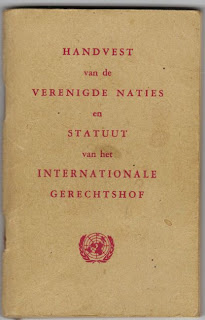 HANDVEST
van de
VERENIGDE NATIES
en
STATUUT
van het
INTERNATIONALE
GERECHTSHOF